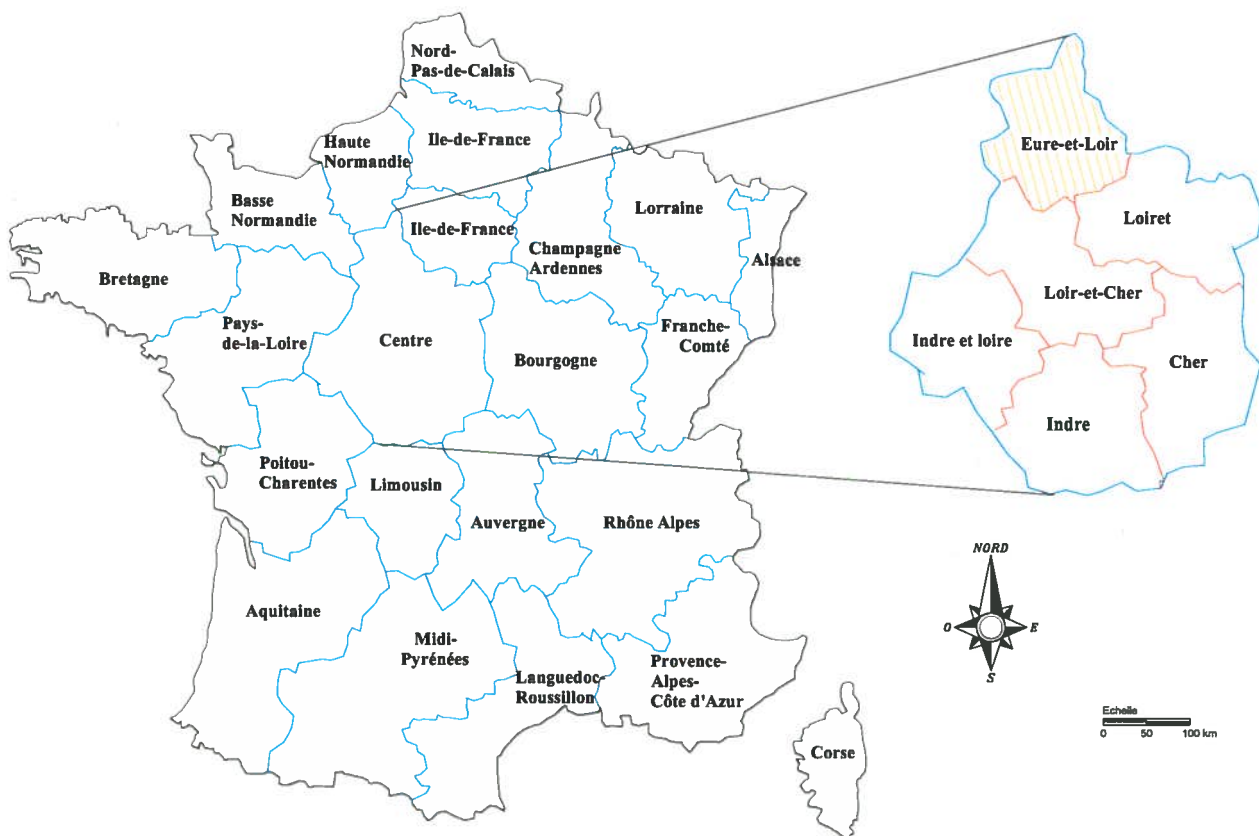 Nord-
Pas-de-Calais
Haute
Normandie
Ile-de-France
Basse
Normandie
Ile-de-France
Lorraine
Champagne
Ardennes
Alsace
Bretagne
Pays-
de-la-Loire
Centre
Bourgogne
Franche-
Comté
Poitou-
Charentes
Limousin
Auvergne
Rhône Alpes
Aquitaine
Midi-
Pyrénées
Languedoc-
Roussillon
Provence-
Alpes-
Côte d'Azur
Corse
Eure-et-Loir
Loiret
Loir-et-Cher
Indre et loire
Cher
Indre
NORD
O
E
S
Echelle
0 50 100 km